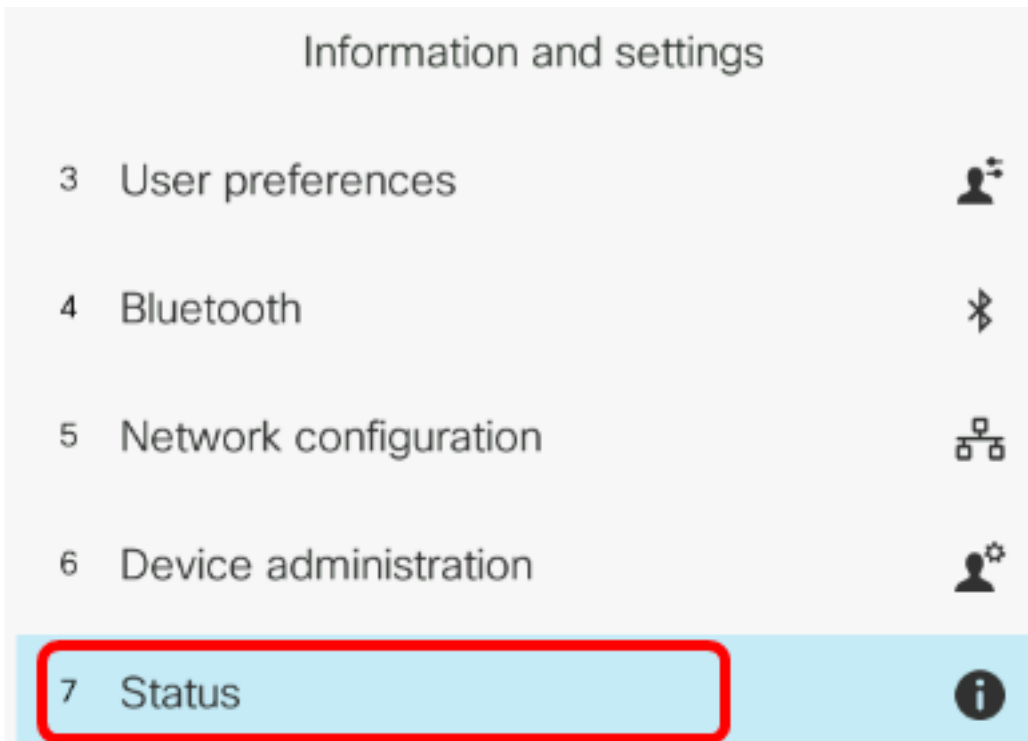 Information and settings
3 User preferences
4 Bluetooth
5 Network configuration
6 Device administration
7 Status